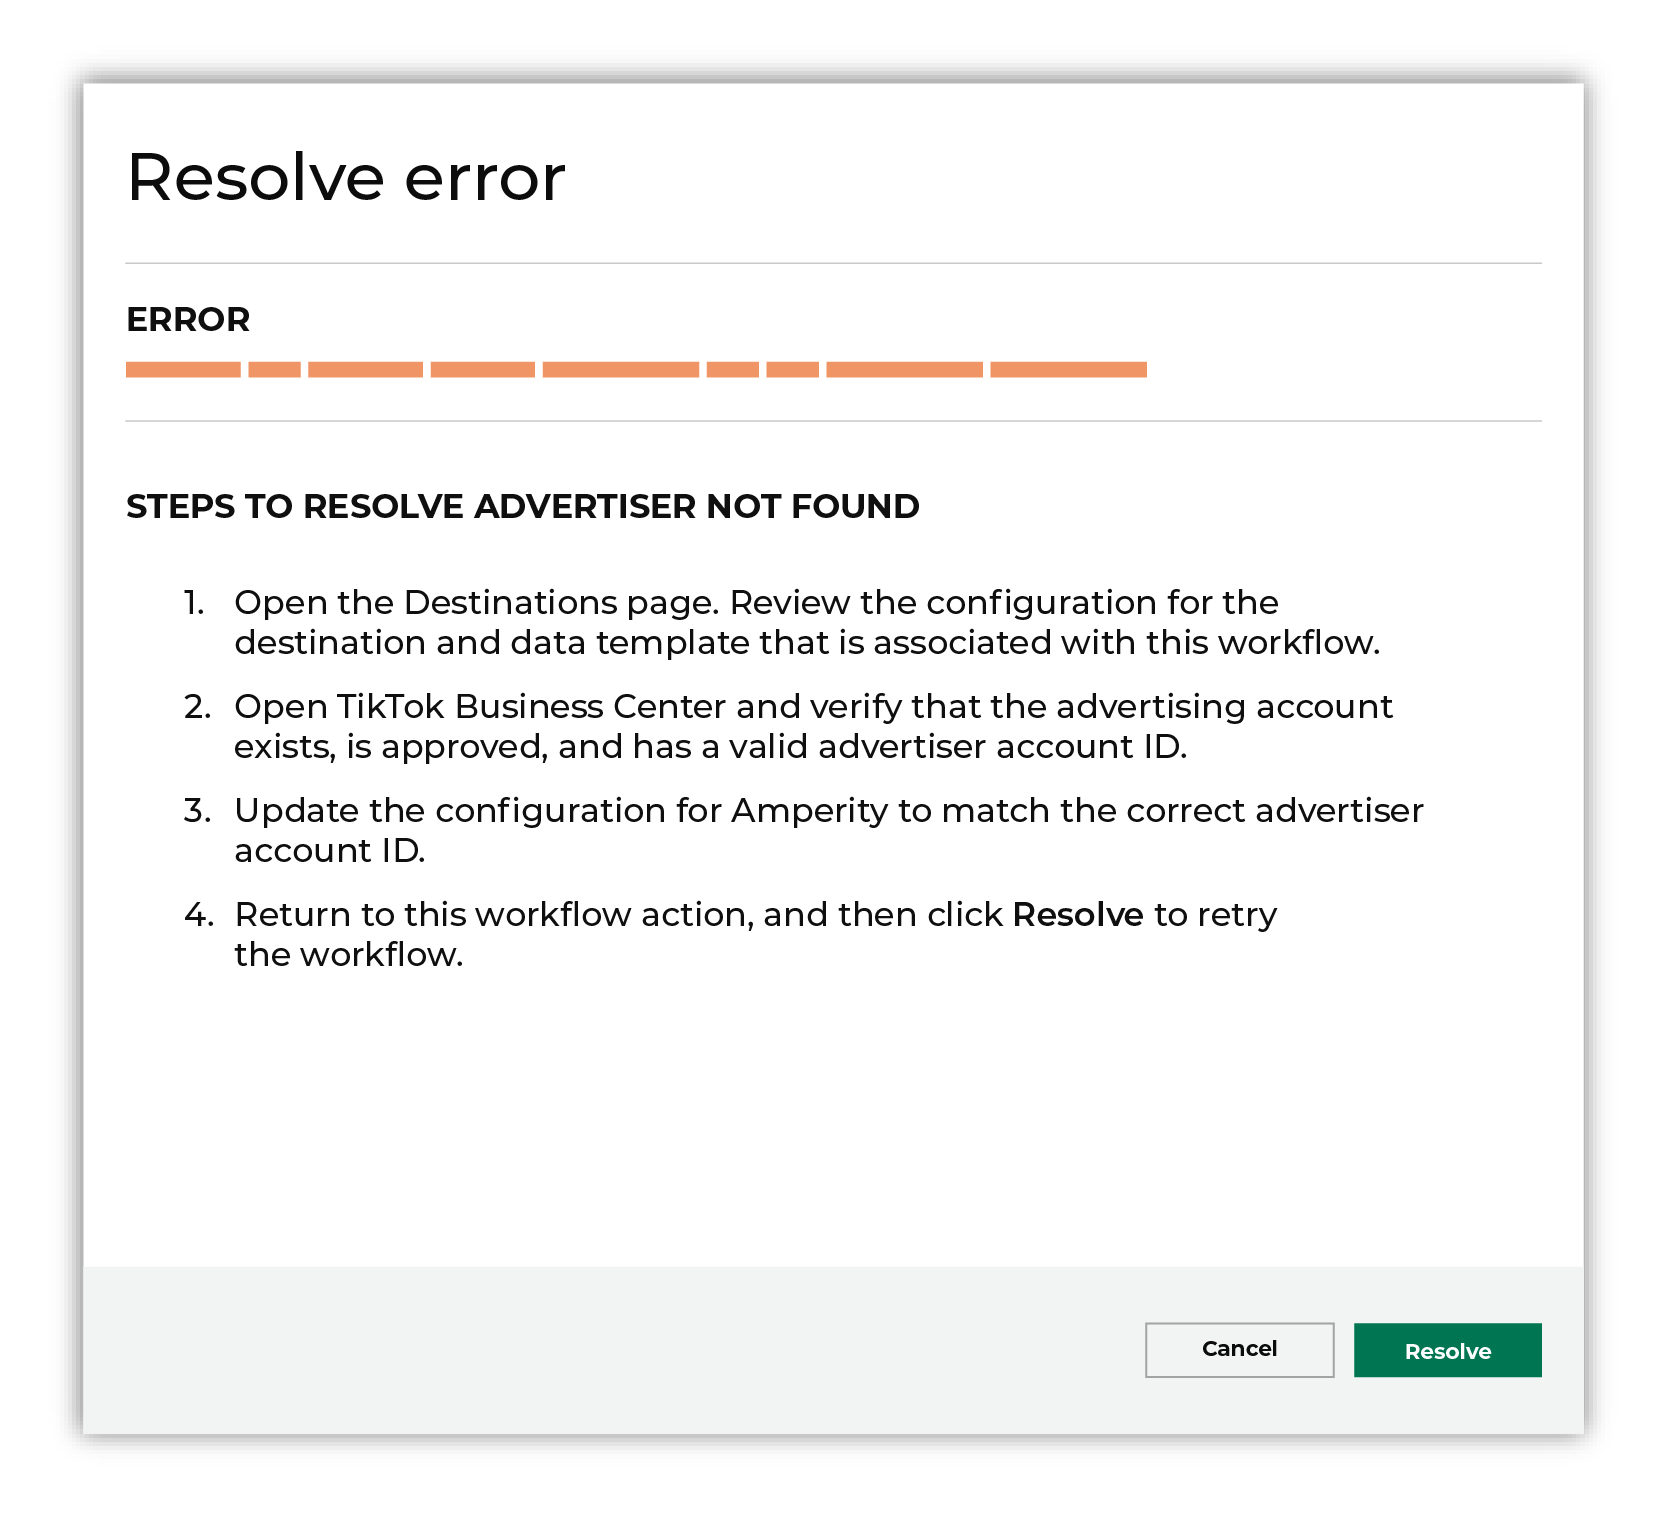 Resolve error
ERROR
STEPS TO RESOLVE ADVERTISER NOT FOUND
1. Open the Destinations page. Review the configuration for the
destination and data template that is associated with this workflow.
2. Open TikTok Business Center and verify that the advertising account
exists, is approved, and has a valid advertiser account ID.
3. Update the configuration for Amperity to match the correct advertiser
account ID.
4. Return to this workflow action, and then click Resolve to retry
the workflow.
Cancel
Resolve